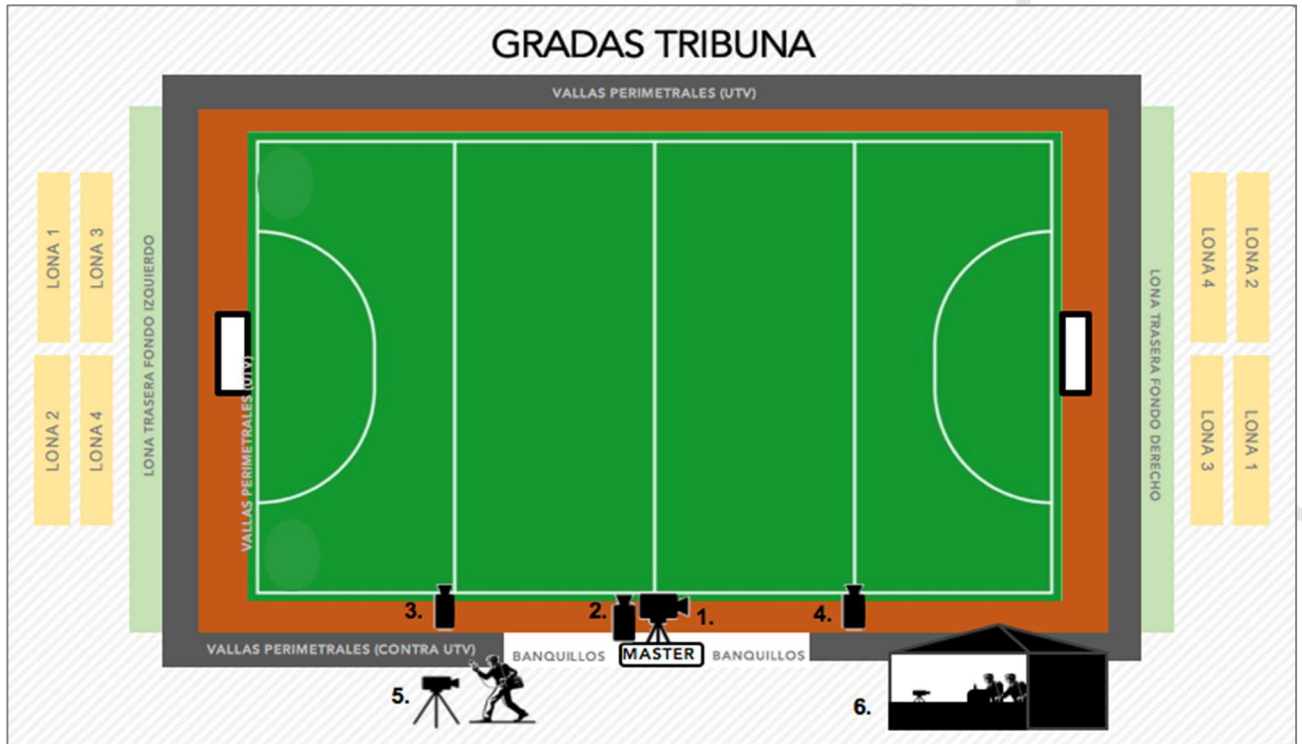 GRADAS TRIBUNA
VALLAS PERIMETRALES (UTV)
LONA 1
LONA 3
LONA 2
LONA 4
LONA TRASERA FONDO IZQUIERDO
VALLAS PERIMETRALES (UTV)
LONA TRASERA FONDO DERECHO
LONA 4
LONA 2
LONA 3
LONA 1
3.
2.
1.
4.
VALLAS PERIMETRALES (CONTRA UTV)
BANQUILLOS
MASTER
BANQUILLOS
5.
6.